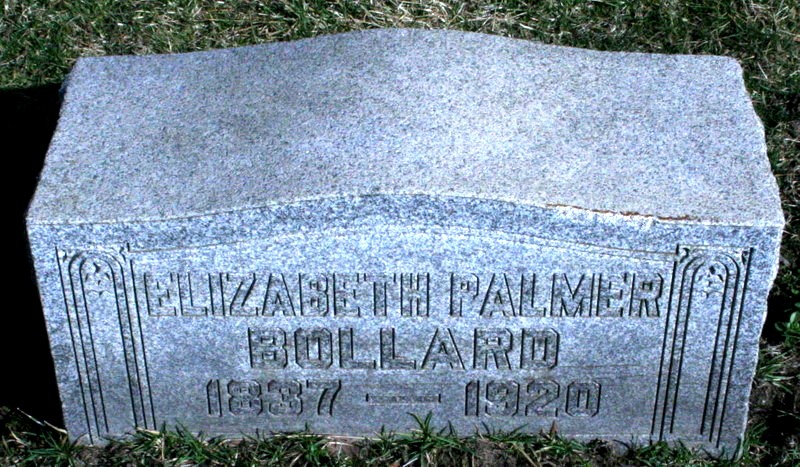 ELIZABETH PALMER
BOLLARD
1837 — 1920